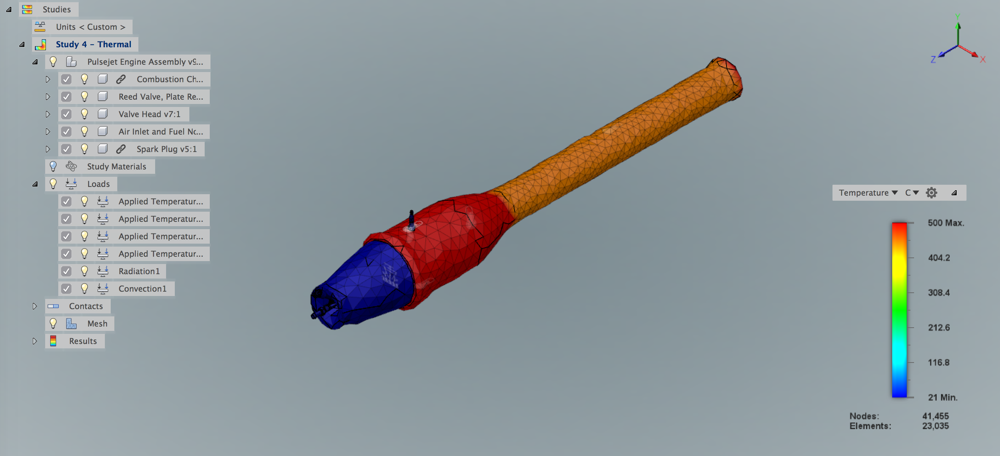 Studies
Units < Custom >
Study 4 – Thermal
Pulsejet Engine Assembly v9...
Combustion Ch...
Reed Valve, Plate Re...
Valve Head v7:1
Air Inlet and Fuel No...
Spark Plug v5:1
Study Materials
Loads
Applied Temperatur...
Applied Temperatur...
Applied Temperatur...
Applied Temperatur...
Radiation1
Convection1
Contacts
Mesh
Results
Y
Z
X
Temperature C
500 Max.
404.2
308.4
212.6
116.8
21 Min.
Nodes: 41,455
Elements: 23,035